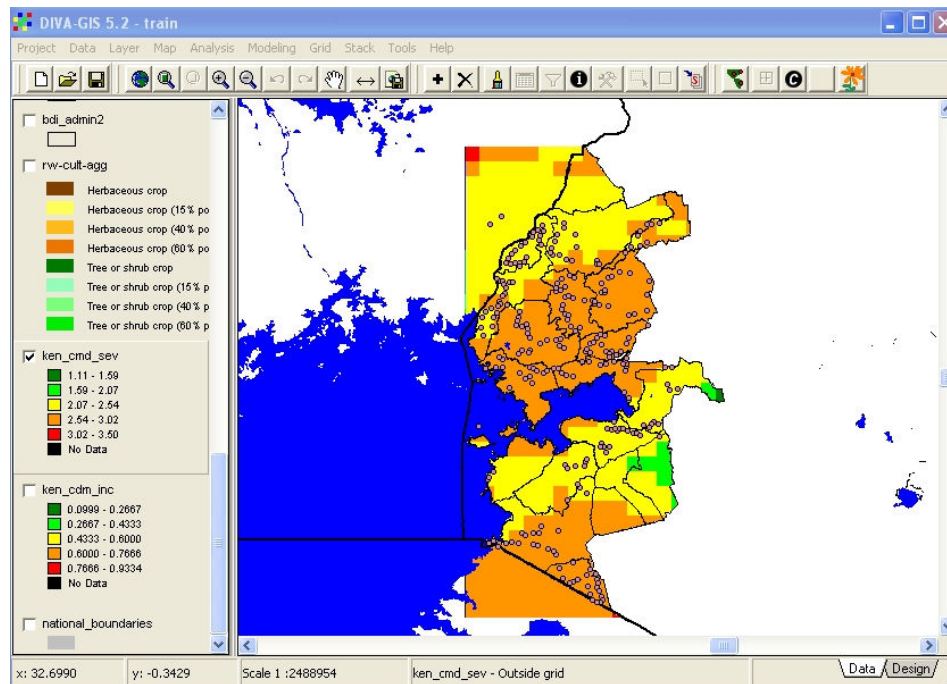 DIVA-GIS 5.2 - train
Project Data Layer Map Analysis Modeling Grid Stack Tools Help
bdi_admin2
rw-cult-agg
Herbaceous crop
Herbaceous crop (15% po
Herbaceous crop (40% po
Herbaceous crop (60% po
Tree or shrub crop
Tree or shrub crop (15% p
Tree or shrub crop (40% p
Tree or shrub crop (60% p
ken_cmd_sev
1.11 - 1.59
1.59 - 2.07
2.07 - 2.54
2.54 - 3.02
3.02 - 3.50
No Data
ken_cdm_inc
0.0999 - 0.2667
0.2667 - 0.4333
0.4333 - 0.6000
0.6000 - 0.7666
0.7666 - 0.9334
No Data
national_boundaries
x: 32.6990 y: -0.3429 Scale 1 :2488954 ken_cmd_sev - Outside grid Data Design